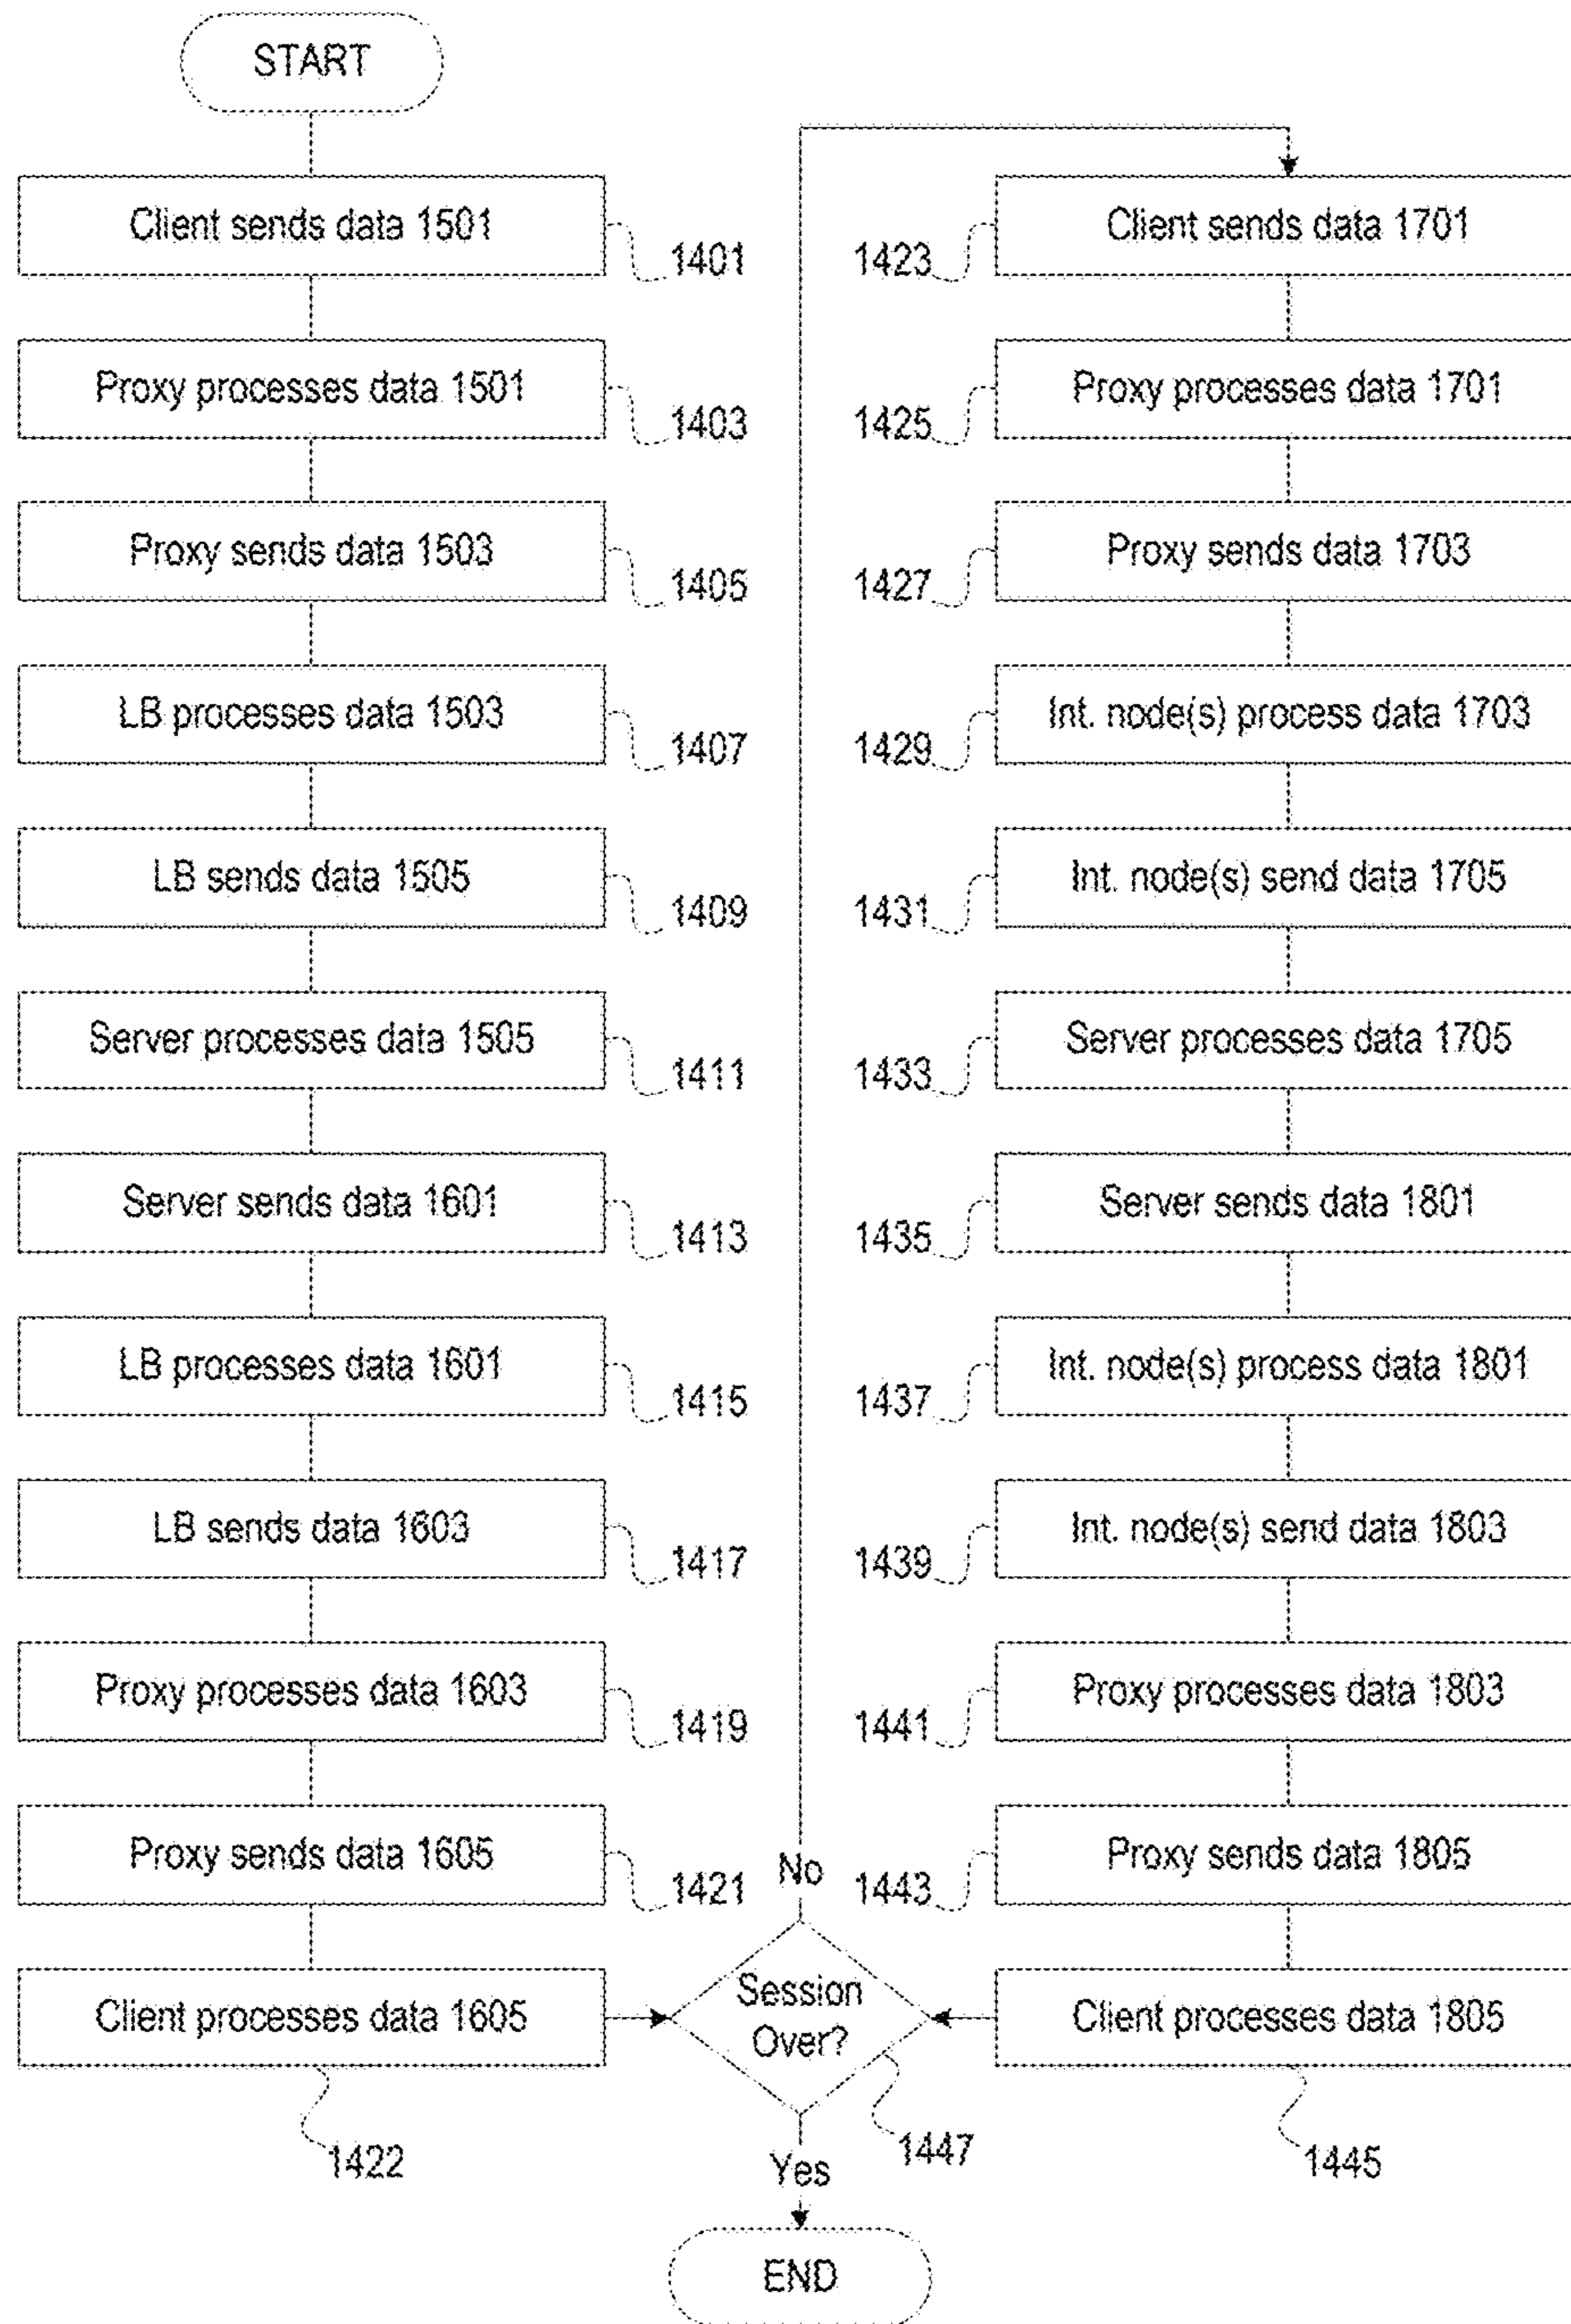 START
Client sends data 1501
1401
Proxy processes data 1501
1403
Proxy sends data 1503
1405
LB processes data 1503
1407
LB sends data 1505
1409
Server processes data 1505
1411
Server sends data 1601
1413
LB processes data 1601
1415
LB sends data 1603
1417
Proxy processes data 1603
1419
Proxy sends data 1605
1421
Client processes data 1605
1422
Client sends data 1701
1423
Proxy processes data 1701
1425
Proxy sends data 1703
1427
Int. node(s) process data 1703
1429
Int. node(s) send data 1705
1431
Server processes data 1705
1433
Server sends data 1801
1435
Int. node(s) process data 1801
1437
Int. node(s) send data 1803
1439
Proxy processes data 1803
1441
Proxy sends data 1805
1443
Client processes data 1805
1445
No
Session
Over?
1447
Yes
END